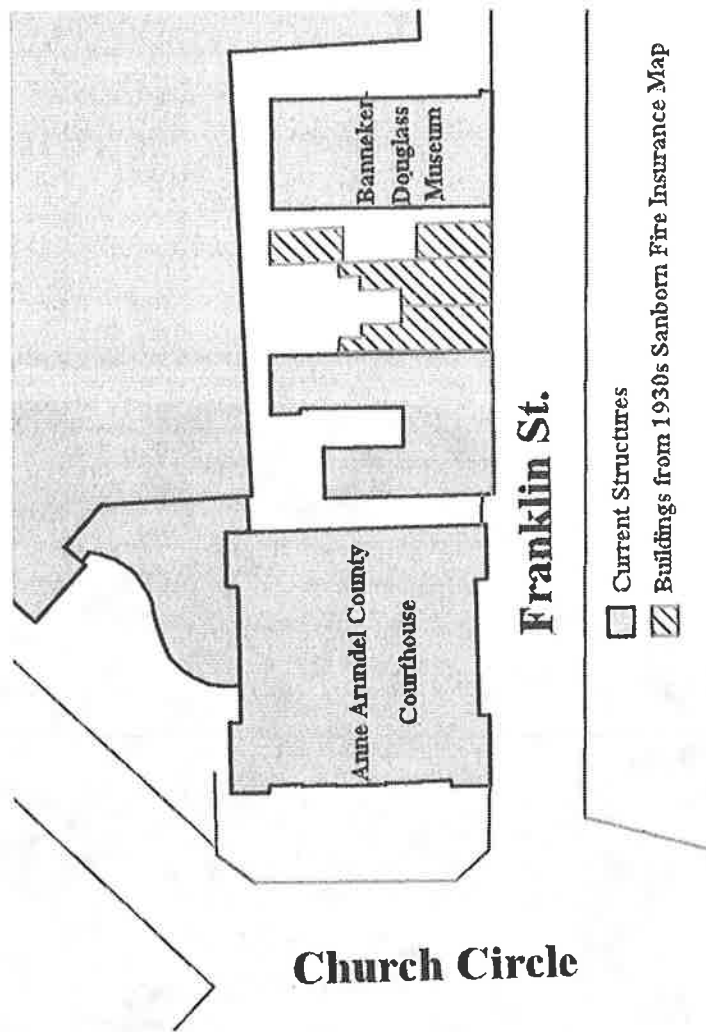 Banneker-
Douglass
Museum
Anne Arundel County
Courthouse
Franklin St.
Church Circle
Current Structures
Buildings from 1930s Sanborn Fire Insurance Map